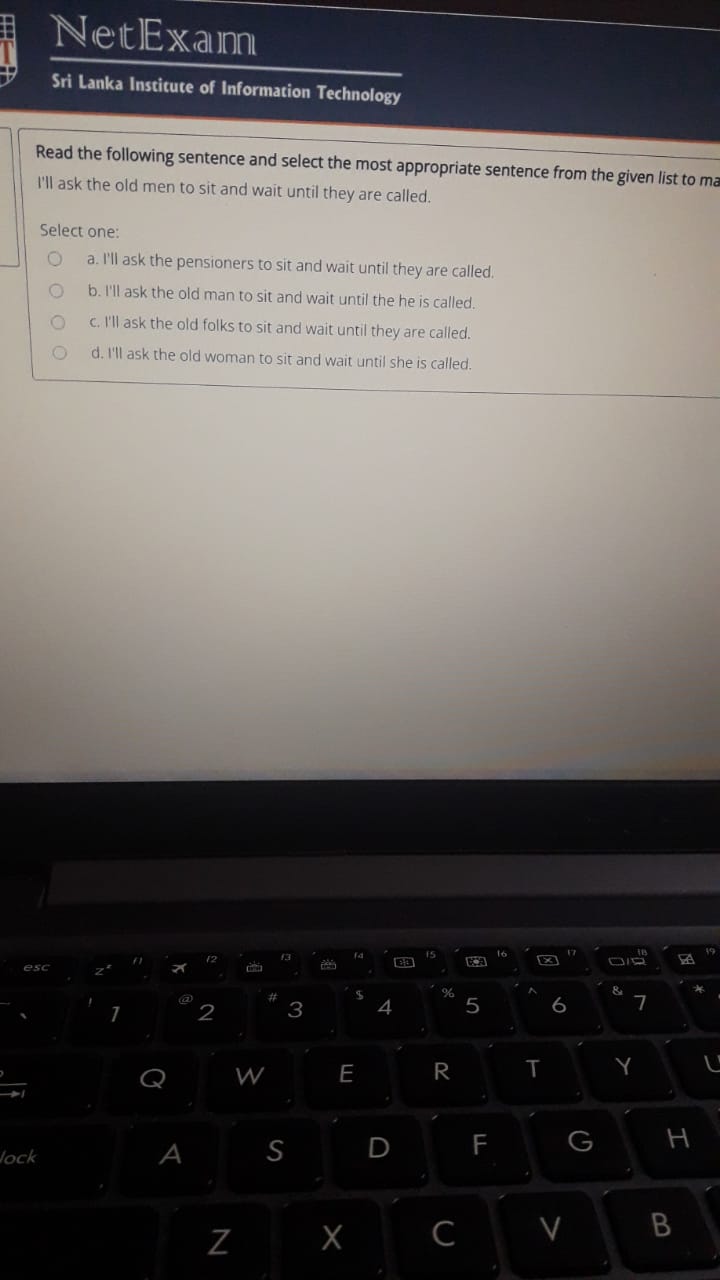 NetExam
Sri Lanka Institute of Information Technology
Read the following sentence and select the most appropriate sentence from the given list to ma
I'll ask the old men to sit and wait until they are called.
Select one:
a. I'll ask the pensioners to sit and wait until they are called.
b. I'll ask the old man to sit and wait until the he is called.
c. I'll ask the old folks to sit and wait until they are called.
d. I'll ask the old woman to sit and wait until she is called.
esc f1 f2 f3 f4 f5 f6 f7 f8 f9
! 1 @ 2 # 3 $ 4 % 5 ^ 6 & 7 *
Q W E R T Y U
lock A S D F G H
Z X C V B